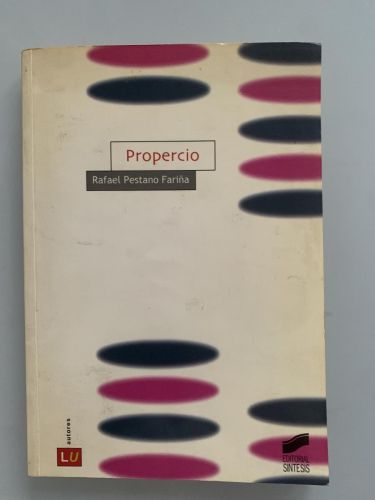 Propercio
Rafael Pestano Fariña
autores
LU
EDITORIAL
SINTESIS